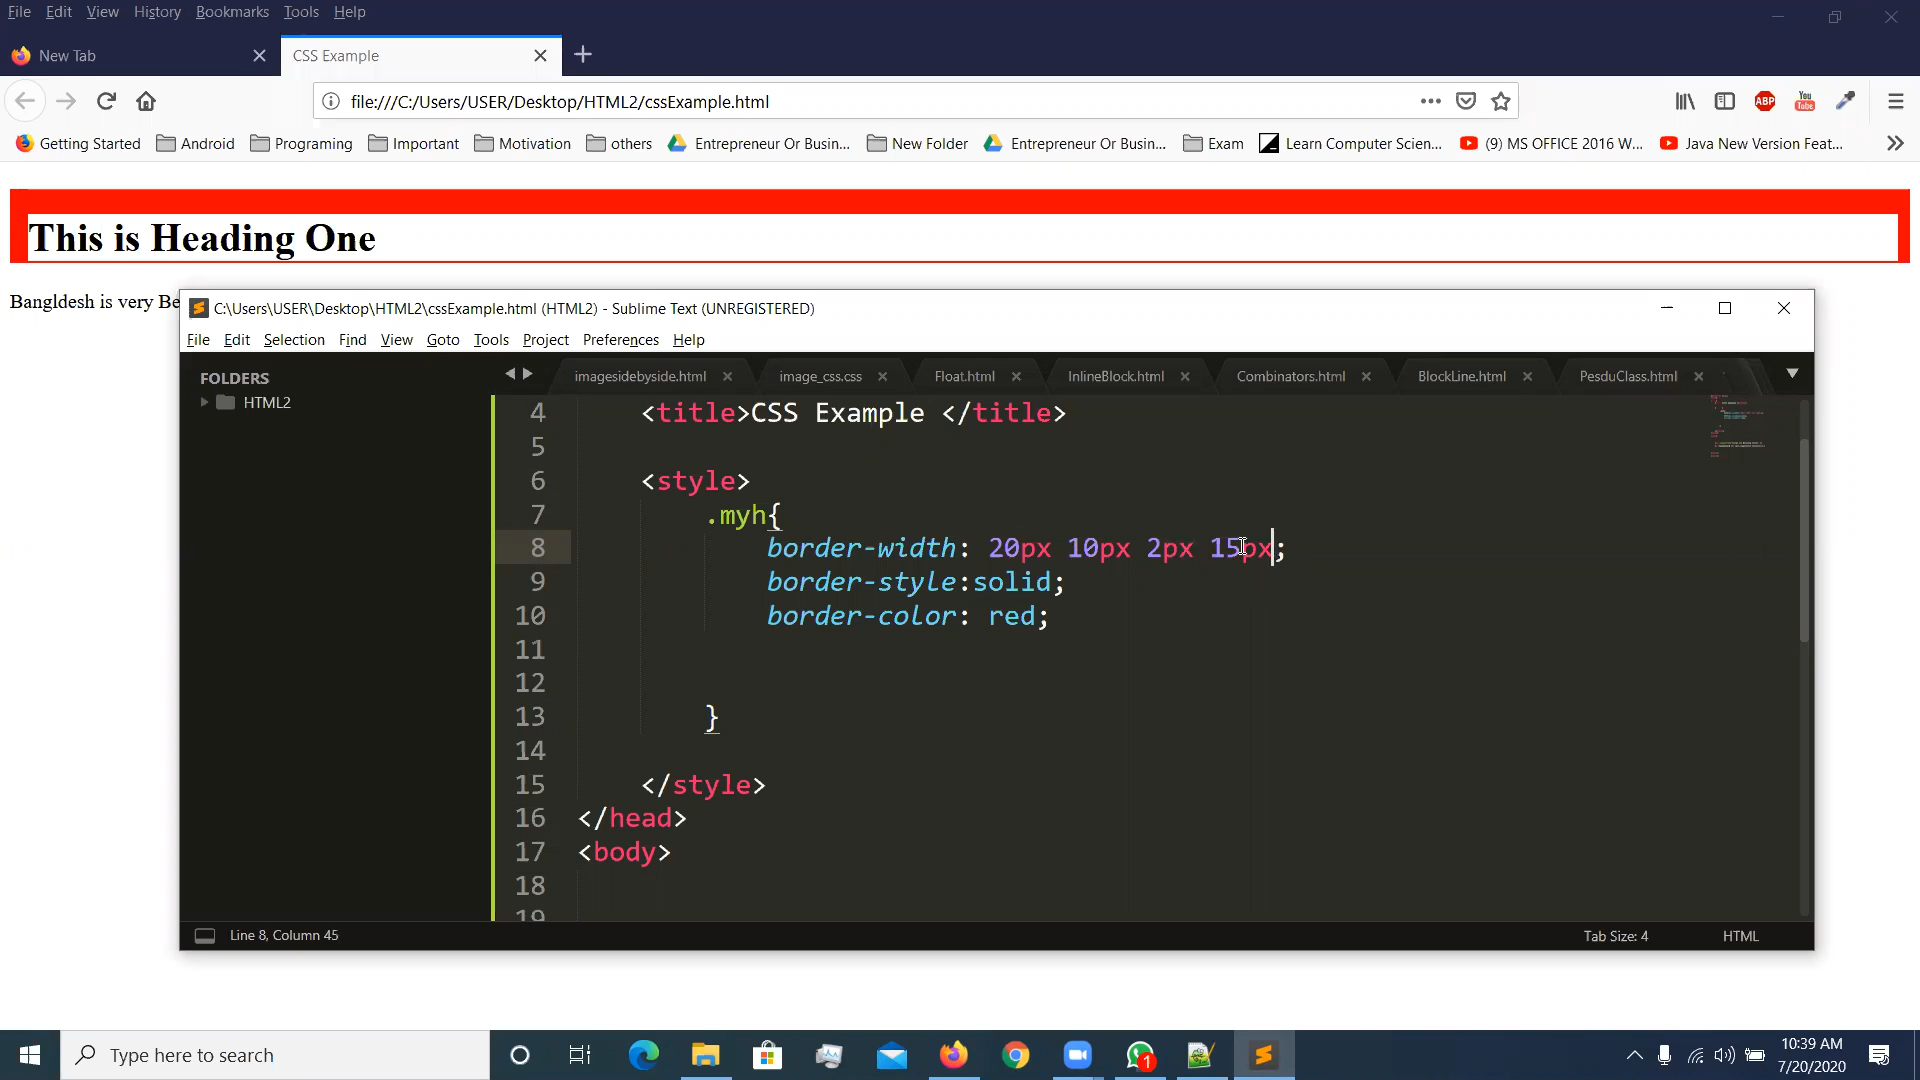 File Edit View History Bookmarks Tools Help
New Tab CSS Example
file:///C:/Users/USER/Desktop/HTML2/cssExample.html ABP You Tube
Getting Started Android Programing Important Motivation others Entrepreneur Or Busin... New Folder Entrepreneur Or Busin... Exam Learn Computer Scien... (9) MS OFFICE 2016 W... Java New Version Feat...
This is Heading One
Bangldesh is very Be
C:\Users\USER\Desktop\HTML2\cssExample.html (HTML2) - Sublime Text (UNREGISTERED)
File Edit Selection Find View Goto Tools Project Preferences Help
FOLDERS
HTML2
imagesidebyside.html image_css.css Float.html InlineBlock.html Combinators.html BlockLine.html PesduClass.html
4 <title>CSS Example </title>
5
6 <style>
7 .myh{
8 border-width: 20px 10px 2px 15px;
9 border-style:solid;
10 border-color: red;
11
12
13 }
14
15 </style>
16 </head>
17 <body>
18
19
Line 8, Column 45 Tab Size: 4 HTML
Type here to search 1 10:39 AM
7/20/2020